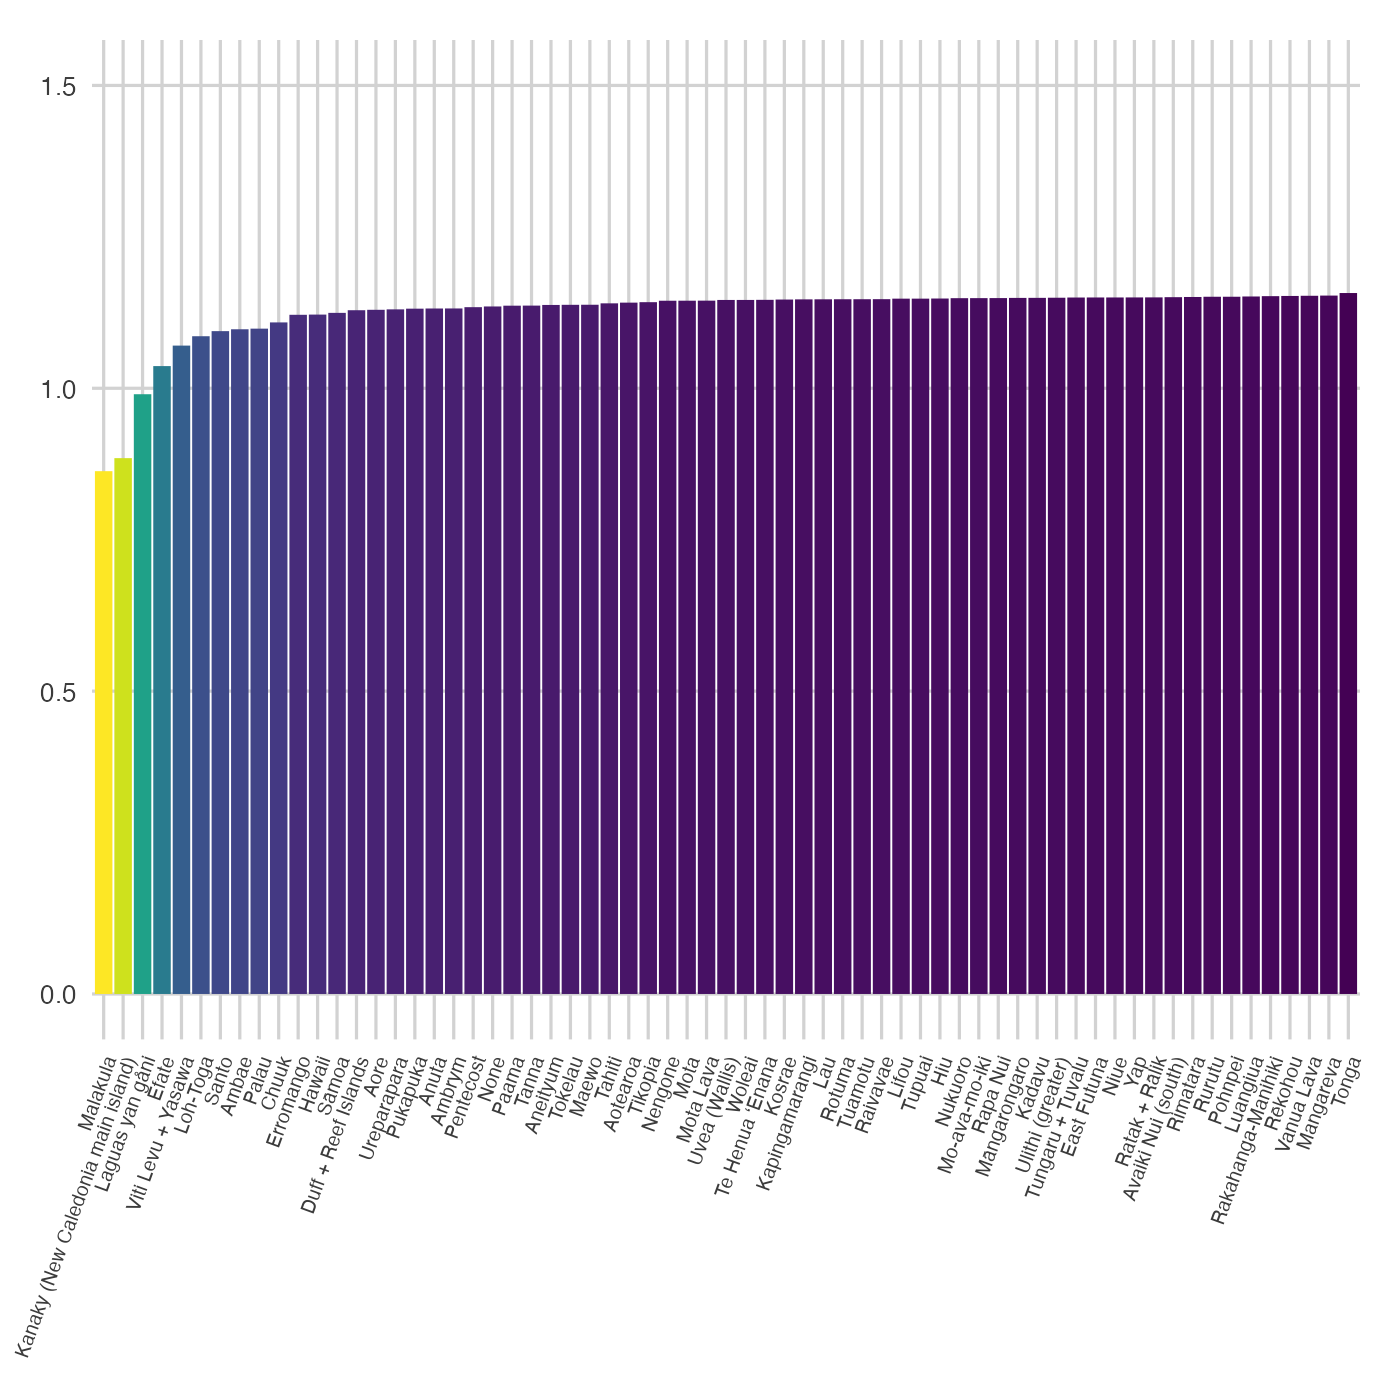 1.5
1.0
0.5
0.0
Malakula
Kanaky (New Caledonia main island)
Laguas yan gåni
Efate
Viti Levu + Yasawa
Loh-Toga
Santo
Ambae
Palau
Chuuk
Erromango
Hawaii
Samoa
Duff + Reef Islands
Aore
Ureparapara
Pukapuka
Anuta
Ambrym
Pentecost
None
Paama
Tanna
Aneityum
Tokelau
Maewo
Tahiti
Aotearoa
Tikopia
Nengone
Mota
Mota Lava
Uvea (Wallis)
Woleai
Te Henua ‘Enana
Kosrae
Kapingamarangi
Lau
Rotuma
Tuamotu
Raivavae
Lifou
Tupuai
Hiu
Nukuoro
Mo-ava-mo-iki
Rapa Nui
Mangarongaro
Kadavu
Ulithi (greater)
Tungaru + Tuvalu
East Futuna
Niue
Yap
Ratak + Ralik
Avaiki Nui (south)
Rimatara
Rurutu
Pohnpei
Luangiua
Rakahanga-Manihiki
Rekohou
Vanua Lava
Mangareva
Tonga